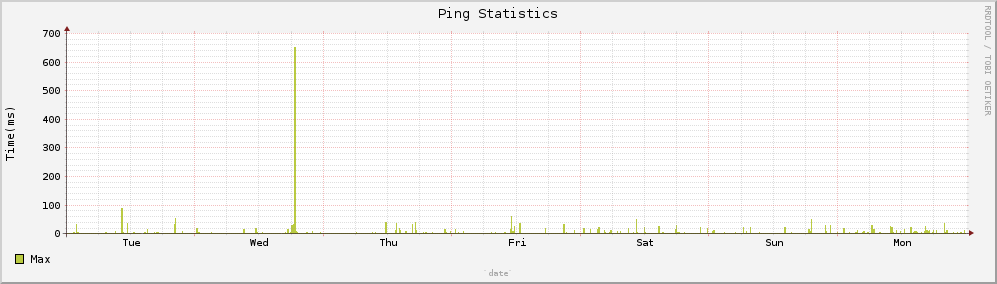 Ping Statistics
RRDTOOL / TOBI OETIKER
Time(ms)
700
600
500
400
300
200
100
0
Tue Wed Thu Fri Sat Sun Mon
Max
`date`